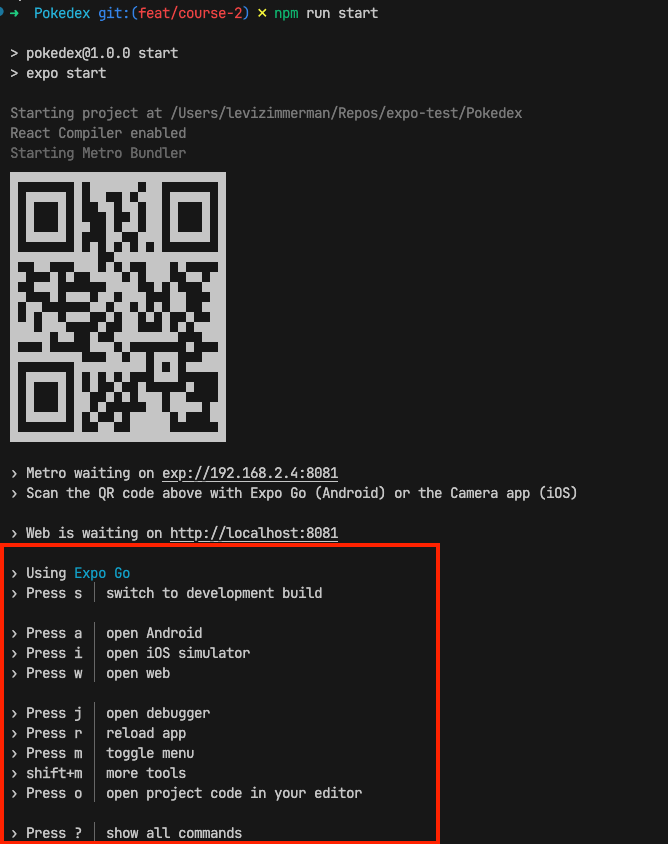 ➜ Pokedex git:(feat/course-2) ✗ npm run start
> pokedex@1.0.0 start
> expo start
Starting project at /Users/levizimmerman/Repos/expo-test/Pokedex
React Compiler enabled
Starting Metro Bundler
› Metro waiting on exp://192.168.2.4:8081
› Scan the QR code above with Expo Go (Android) or the Camera app (iOS)
› Web is waiting on http://localhost:8081
› Using Expo Go
› Press s │ switch to development build
› Press a │ open Android
› Press i │ open iOS simulator
› Press w │ open web
› Press j │ open debugger
› Press r │ reload app
› Press m │ toggle menu
› shift+m │ more tools
› Press o │ open project code in your editor
› Press ? │ show all commands